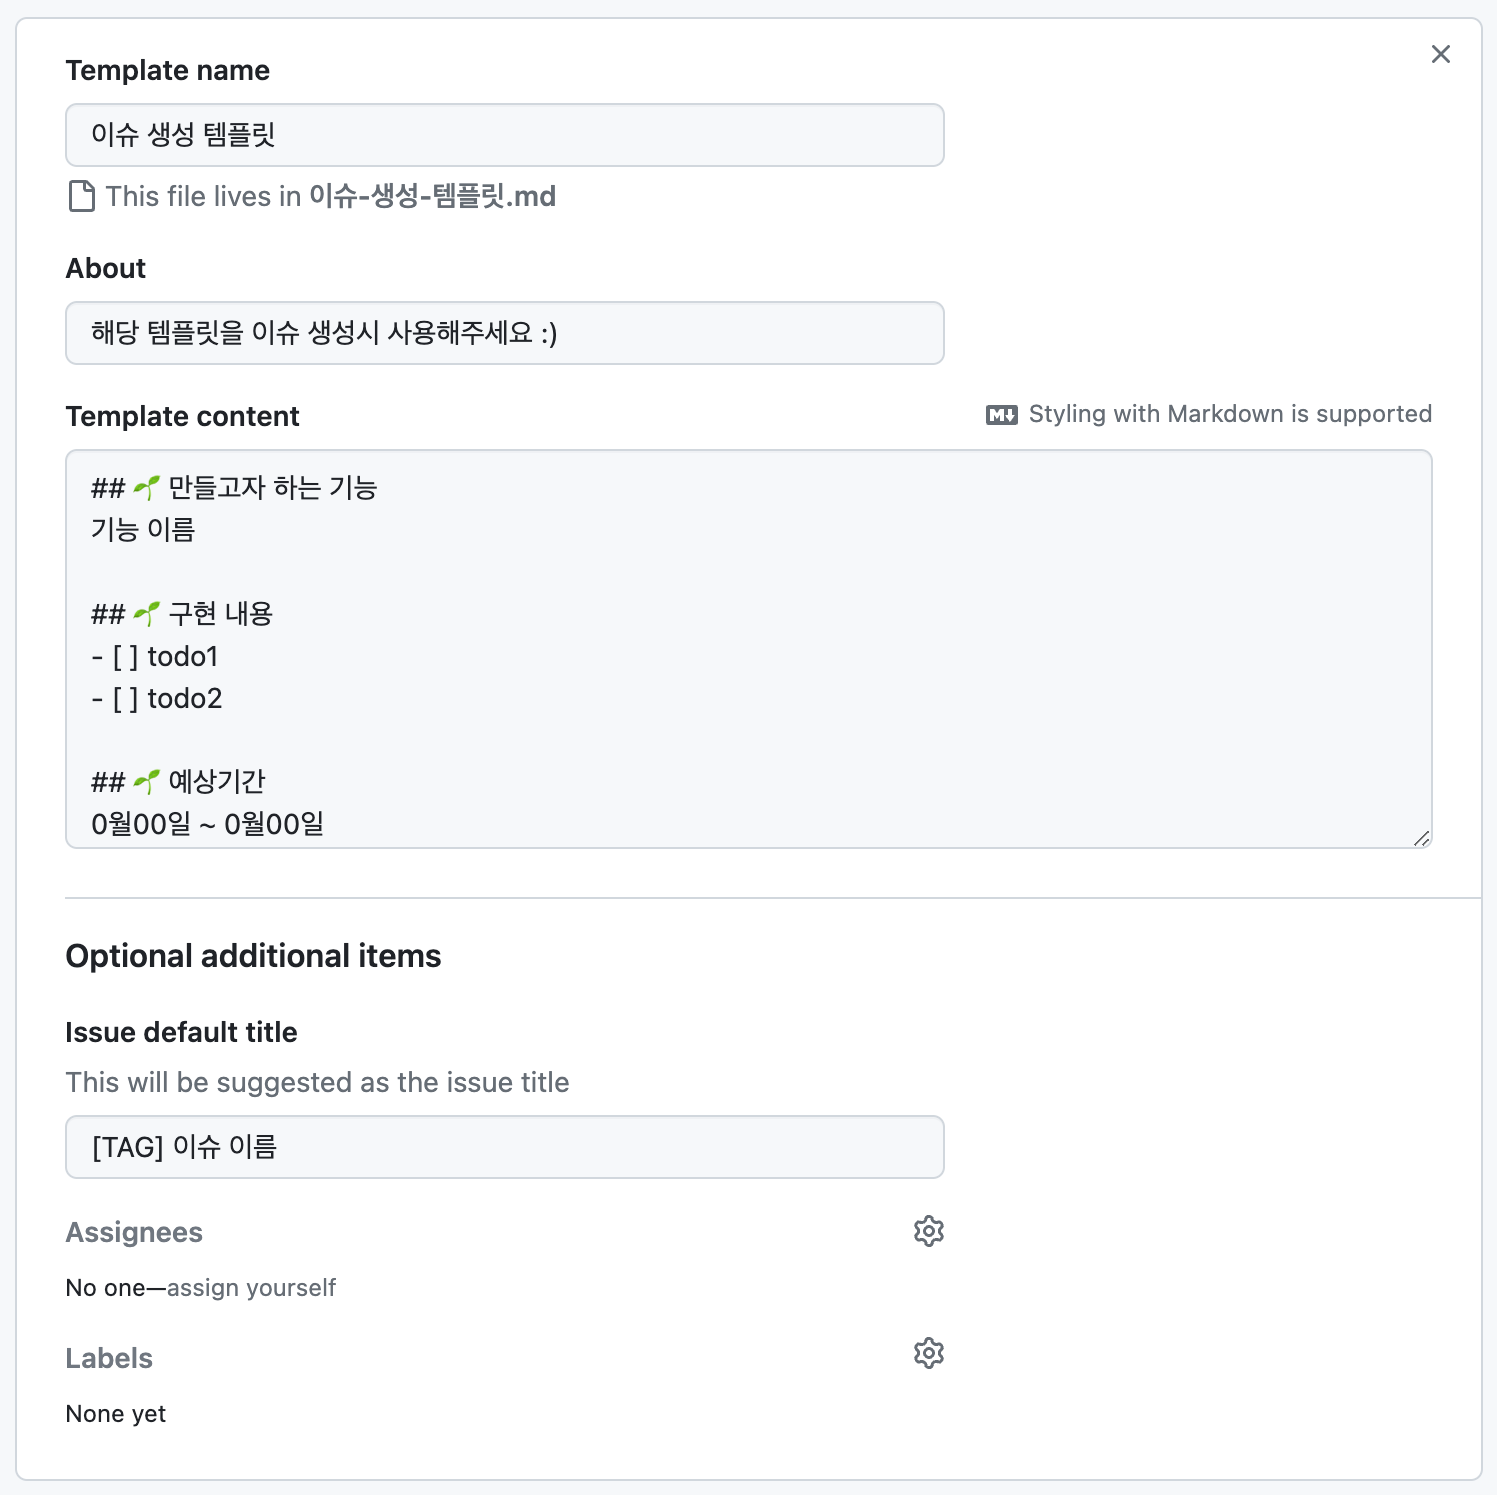 Template name
이슈 생성 템플릿
This file lives in 이슈-생성-템플릿.md
About
해당 템플릿을 이슈 생성시 사용해주세요 :)
Template content
Styling with Markdown is supported
## 🌱 만들고자 하는 기능
기능 이름
## 🌱 구현 내용
- [ ] todo1
- [ ] todo2
## 🌱 예상기간
0월00일 ~ 0월00일
Optional additional items
Issue default title
This will be suggested as the issue title
[TAG] 이슈 이름
Assignees
No one—assign yourself
Labels
None yet